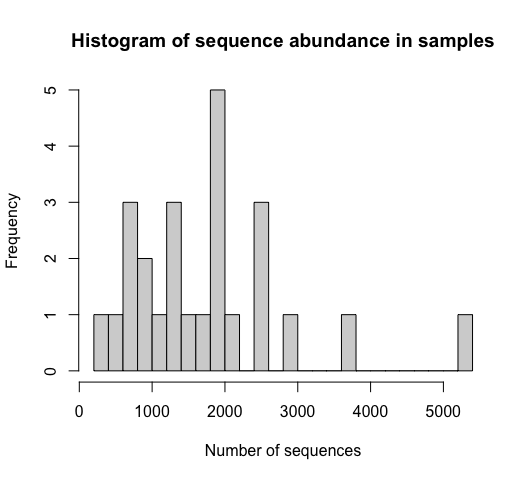 Histogram of sequence abundance in samples
5
4
3
2
1
0
Frequency
0 1000 2000 3000 4000 5000
Number of sequences